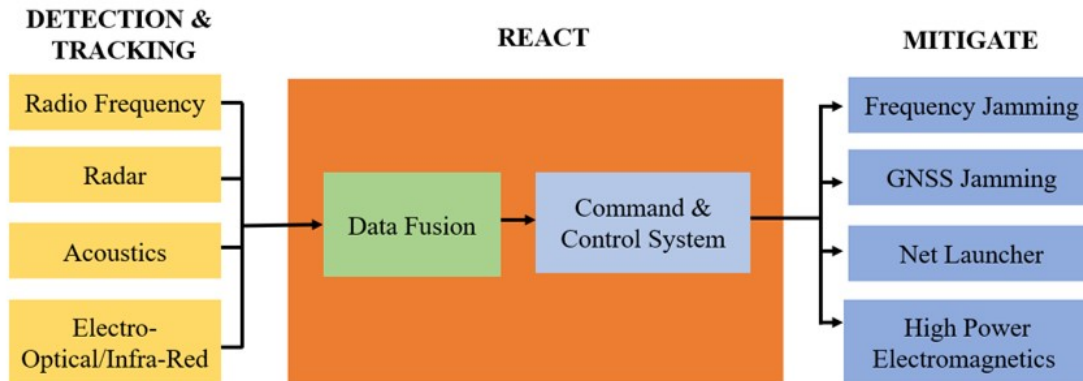 DETECTION &
TRACKING
Radio Frequency
Radar
Acoustics
Electro-
Optical/Infra-Red
REACT
Data Fusion
Command &
Control System
MITIGATE
Frequency Jamming
GNSS Jamming
Net Launcher
High Power
Electromagnetics